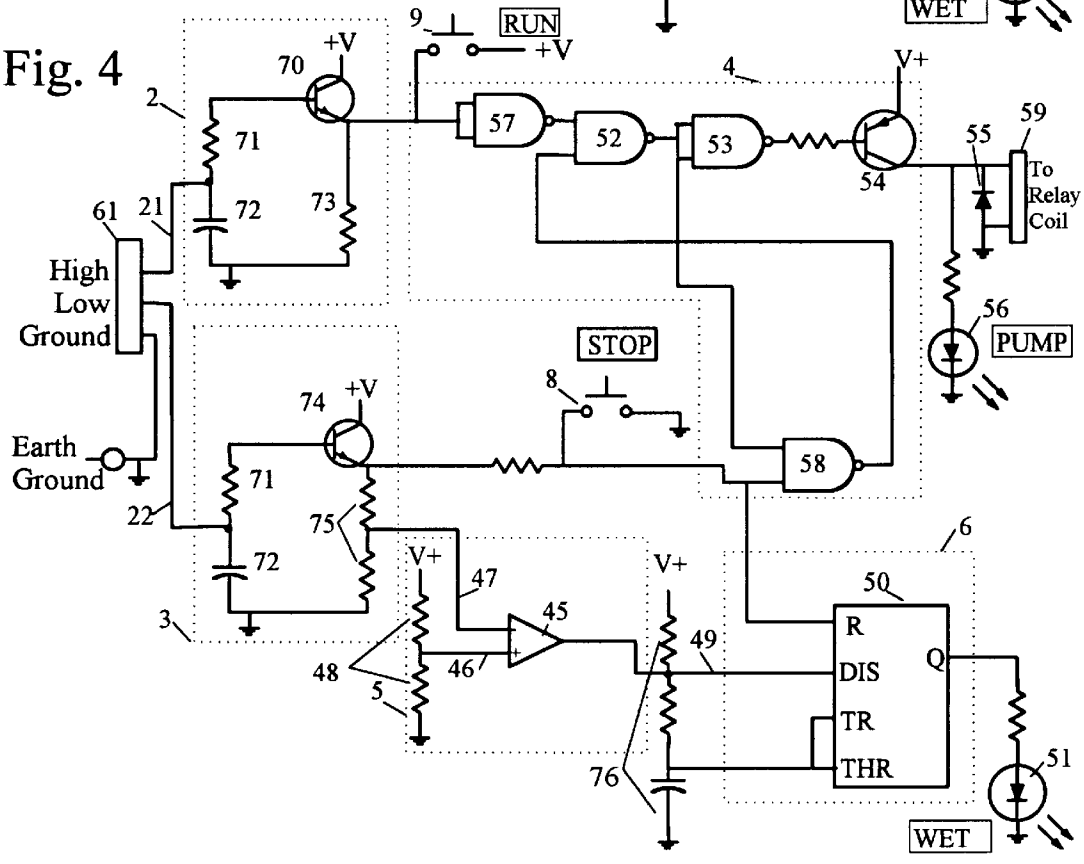 WET
9
RUN
+V
+V
Fig. 4
70
V+
4
2
57
52
53
71
54
55
59
To
Relay
Coil
21
72
73
61
High
Low
Ground
56
PUMP
STOP
8
+V
74
Earth
Ground
71
58
22
75
6
72
V+
47
V+
50
3
45
R
48
46
49
DIS
Q
5
TR
76
THR
51
WET